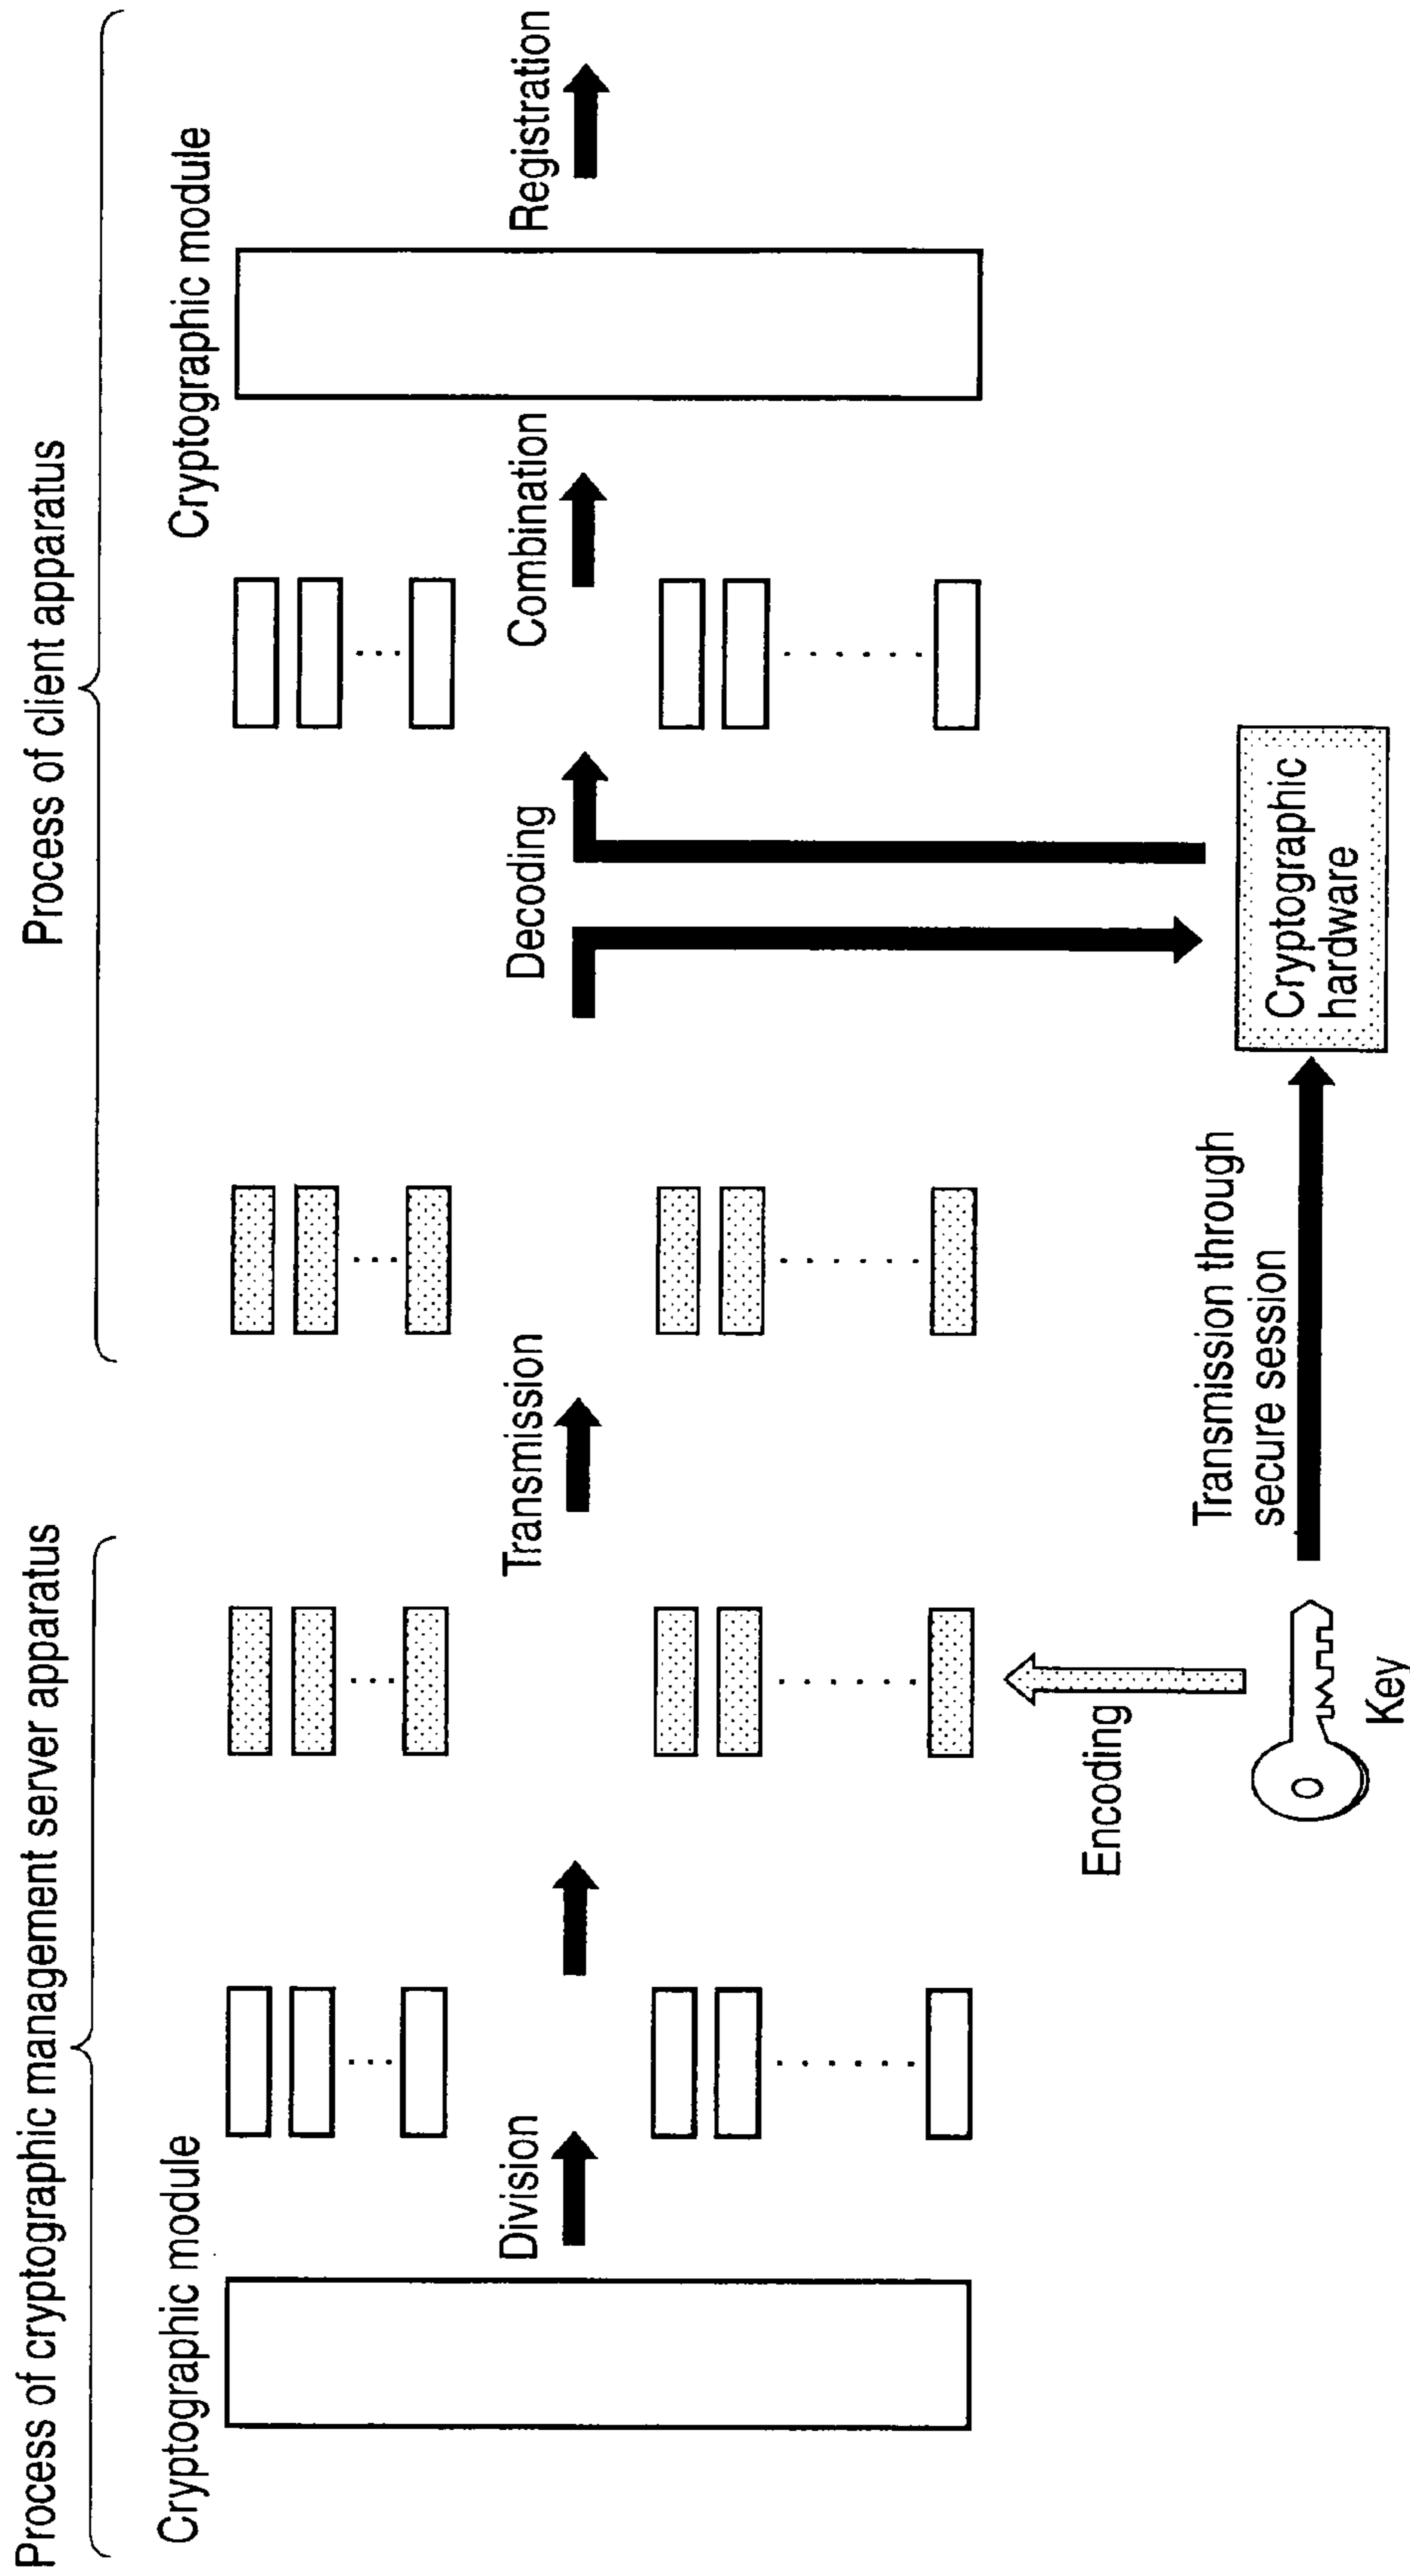 Process of cryptographic management server apparatus
Process of client apparatus
Cryptographic module
Division
Transmission
Decoding
Combination
Cryptographic module
Registration
Encoding
Key
Transmission through
secure session
Cryptographic
hardware